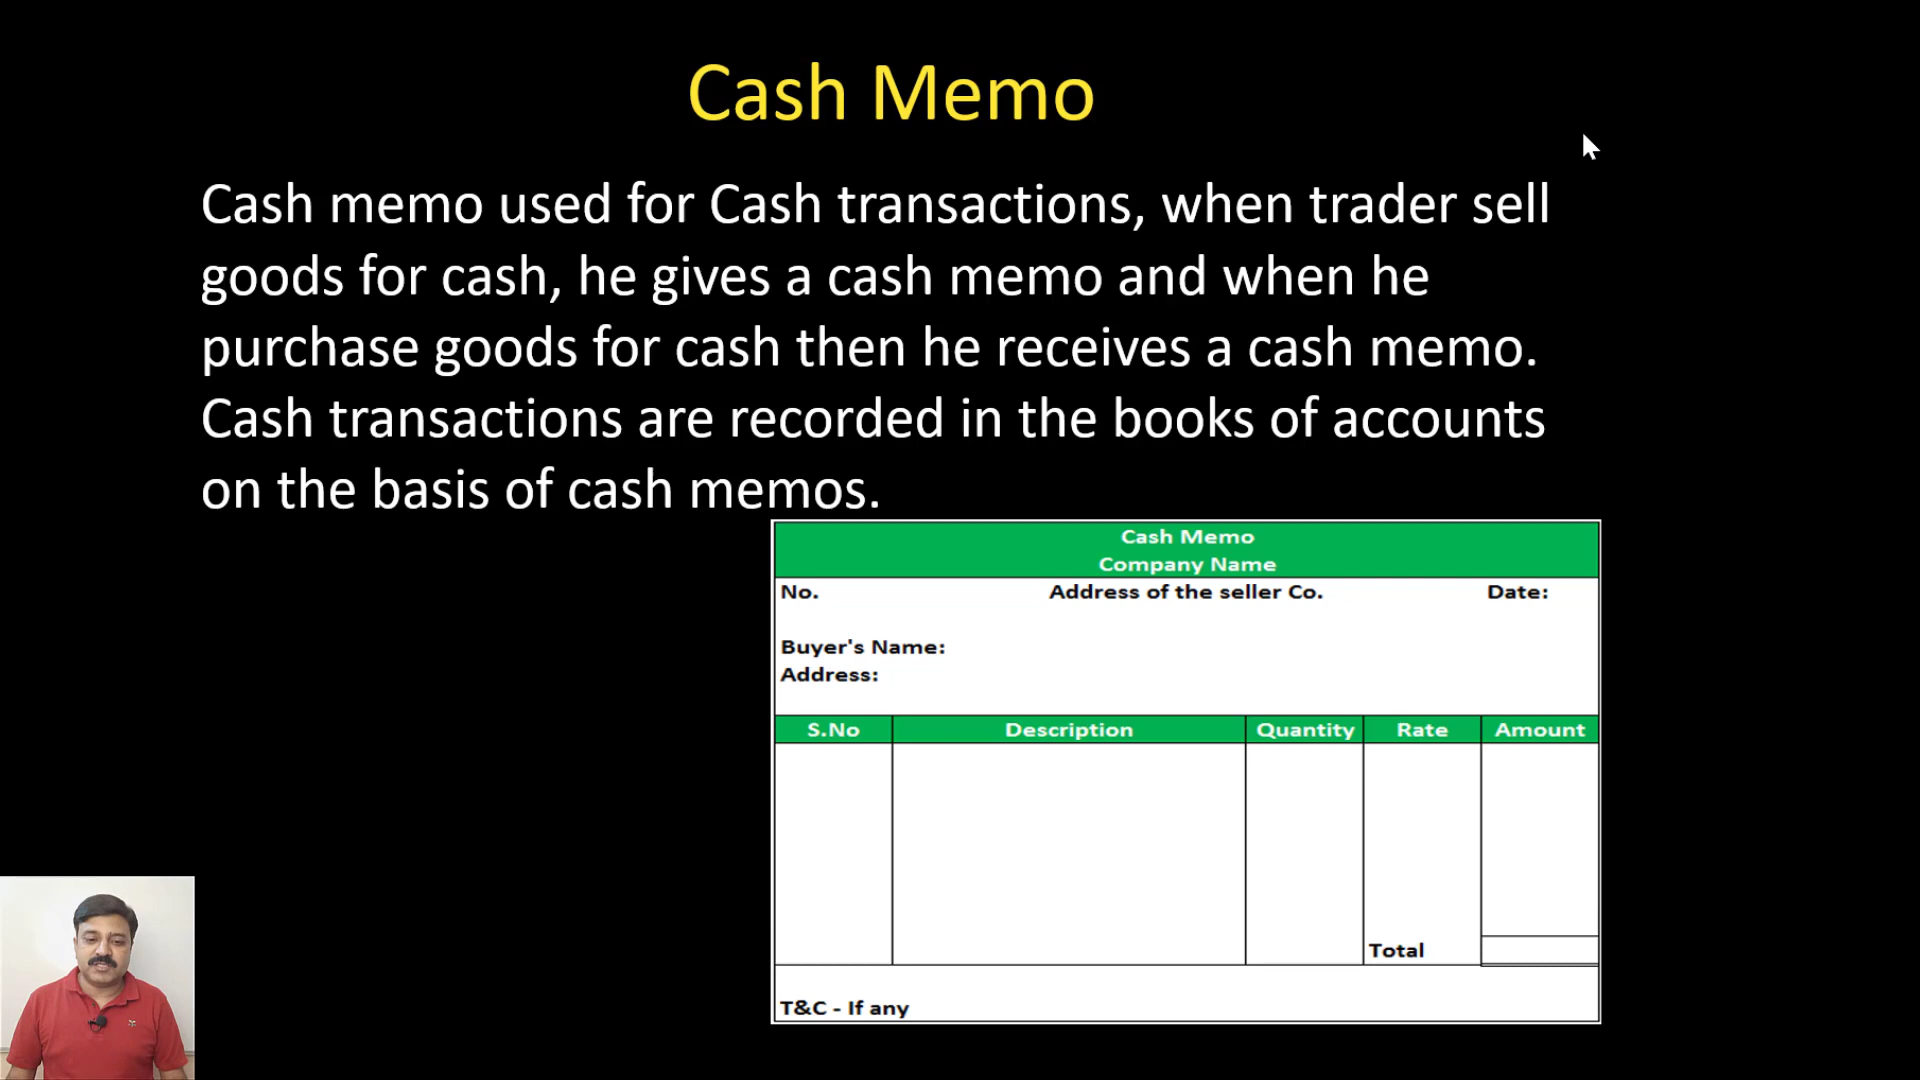 Cash Memo
Cash memo used for Cash transactions, when trader sell
goods for cash, he gives a cash memo and when he
purchase goods for cash then he receives a cash memo.
Cash transactions are recorded in the books of accounts
on the basis of cash memos.
Cash Memo
Company Name
No. Address of the seller Co. Date:
Buyer's Name:
Address:
S.No Description Quantity Rate Amount
Total
T&C - If any